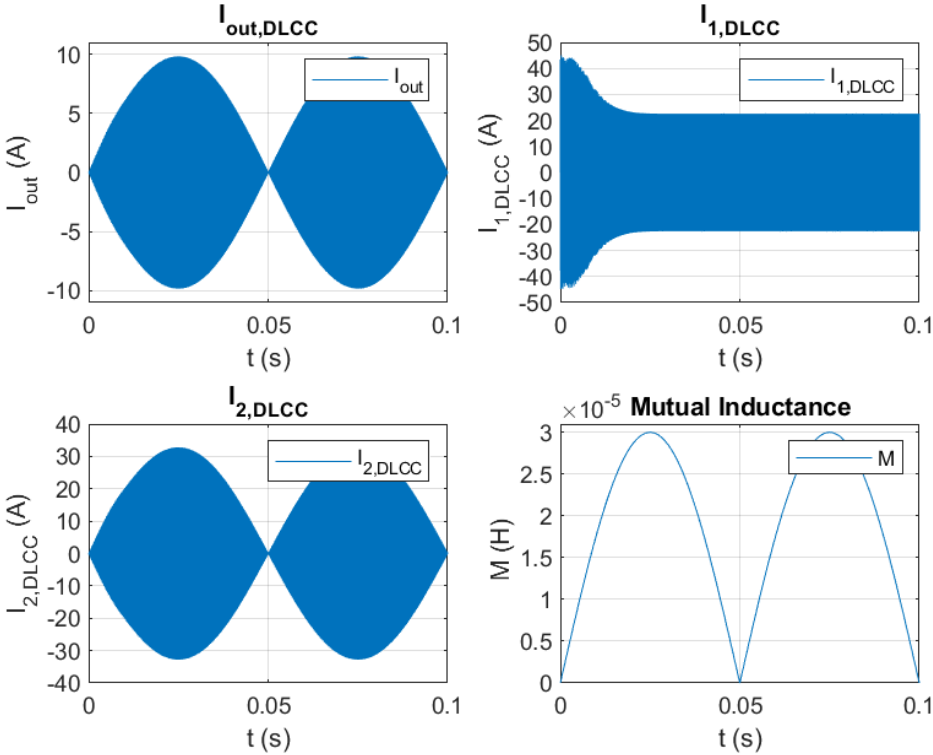 I_out,DLCC
I_out (A)
10
5
0
-5
-10
I_out
0
0.05
0.1
t (s)
I_1,DLCC
I_1,DLCC (A)
50
40
30
20
10
0
-10
-20
-30
-40
-50
I_1,DLCC
0
0.05
0.1
t (s)
I_2,DLCC
I_2,DLCC (A)
40
30
20
10
0
-10
-20
-30
-40
I_2,DLCC
0
0.05
0.1
t (s)
×10^-5 Mutual Inductance
M (H)
3
2.5
2
1.5
1
0.5
0
M
0
0.05
0.1
t (s)